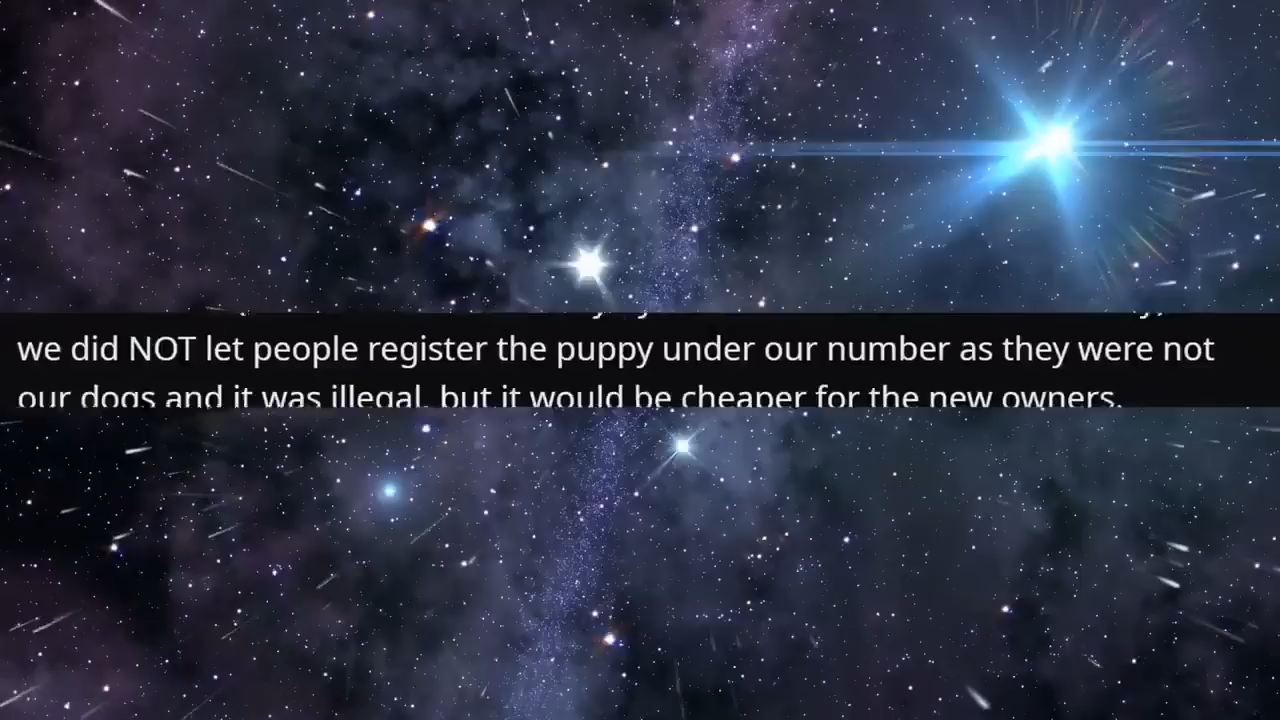 we did NOT let people register the puppy under our number as they were not
our dogs and it was illegal, but it would be cheaper for the new owners.